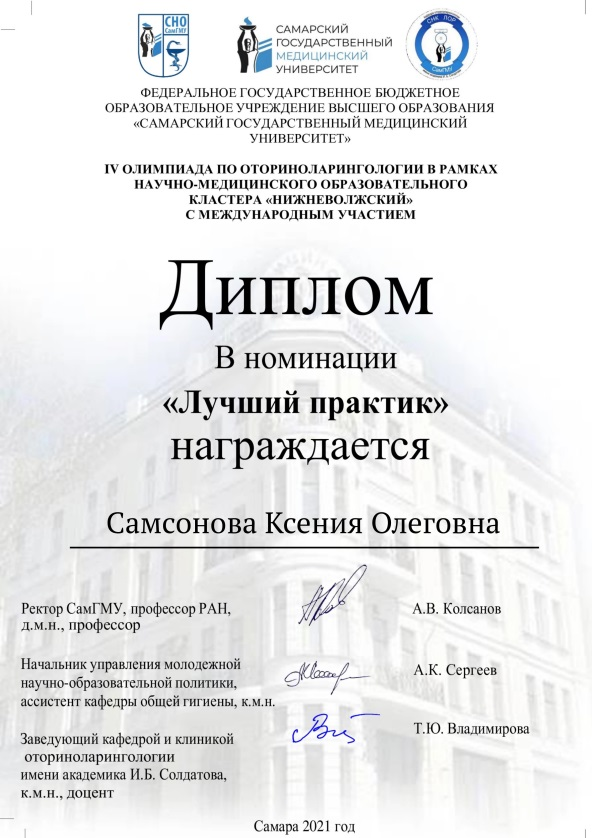 СНО
СамГМУ
САМАРСКИЙ
ГОСУДАРСТВЕННЫЙ
МЕДИЦИНСКИЙ
УНИВЕРСИТЕТ
СНК ЛОР
СамГМУ
ФЕДЕРАЛЬНОЕ ГОСУДАРСТВЕННОЕ БЮДЖЕТНОЕ
ОБРАЗОВАТЕЛЬНОЕ УЧРЕЖДЕНИЕ ВЫСШЕГО ОБРАЗОВАНИЯ
«САМАРСКИЙ ГОСУДАРСТВЕННЫЙ МЕДИЦИНСКИЙ
УНИВЕРСИТЕТ»
IV ОЛИМПИАДА ПО ОТОРИНОЛАРИНГОЛОГИИ В РАМКАХ
НАУЧНО-МЕДИЦИНСКОГО ОБРАЗОВАТЕЛЬНОГО
КЛАСТЕРА «НИЖНЕВОЛЖСКИЙ»
С МЕЖДУНАРОДНЫМ УЧАСТИЕМ
Диплом
В номинации
«Лучший практик»
награждается
Самсонова Ксения Олеговна
Ректор СамГМУ, профессор РАН,
д.м.н., профессор
А.В. Колсанов
Начальник управления молодежной
научно-образовательной политики,
ассистент кафедры общей гигиены, к.м.н.
А.К. Сергеев
Заведующий кафедрой и клиникой
оториноларингологии
имени академика И.Б. Солдатова,
к.м.н., доцент
Т.Ю. Владимирова
Самара 2021 год